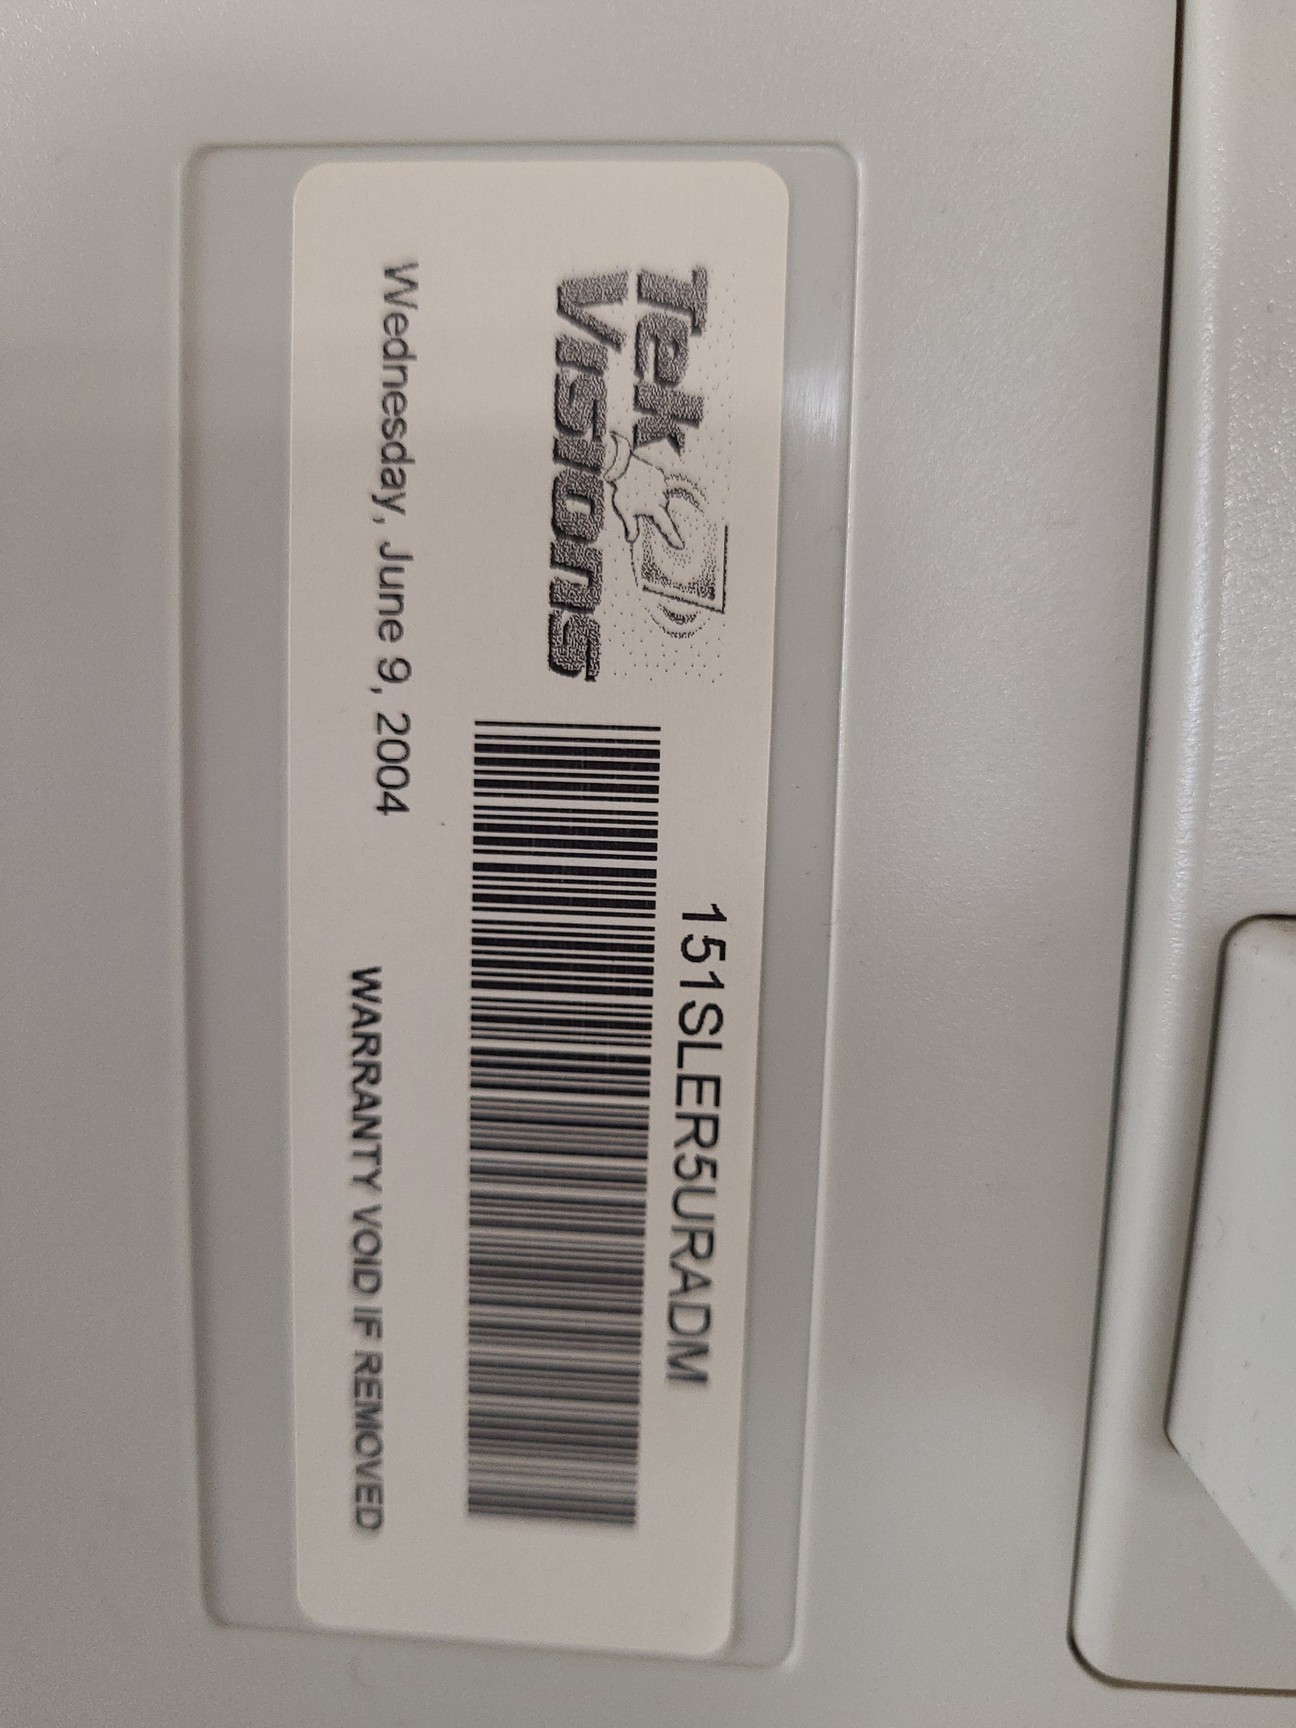 Tek
Visions
151SLER5URADM
Wednesday, June 9, 2004
WARRANTY VOID IF REMOVED